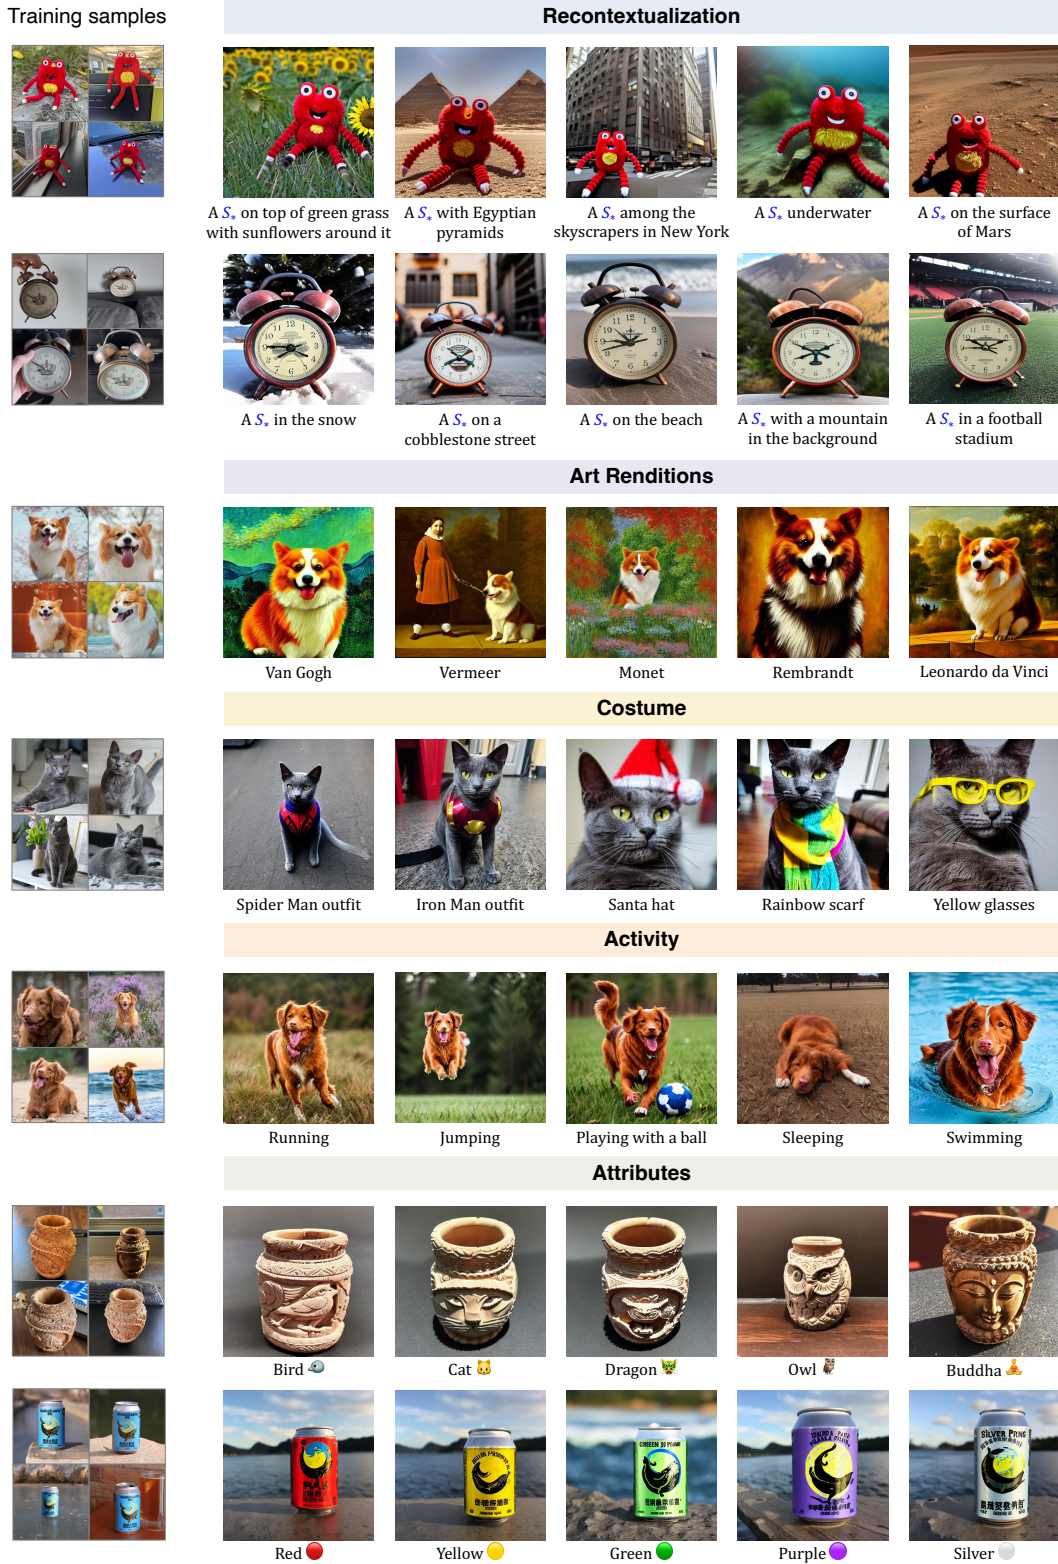 Training samples
Recontextualization
A S* on top of green grass
with sunflowers around it
A S* with Egyptian
pyramids
A S* among the
skyscrapers in New York
A S* underwater
A S* on the surface
of Mars
A S* in the snow
A S* on a
cobblestone street
A S* on the beach
A S* with a mountain
in the background
A S* in a football
stadium
Art Renditions
Van Gogh
Vermeer
Monet
Rembrandt
Leonardo da Vinci
Costume
Spider Man outfit
Iron Man outfit
Santa hat
Rainbow scarf
Yellow glasses
Activity
Running
Jumping
Playing with a ball
Sleeping
Swimming
Attributes
Bird
Cat
Dragon
Owl
Buddha
SILVER PRNG
Red
Yellow
Green
Purple
Silver